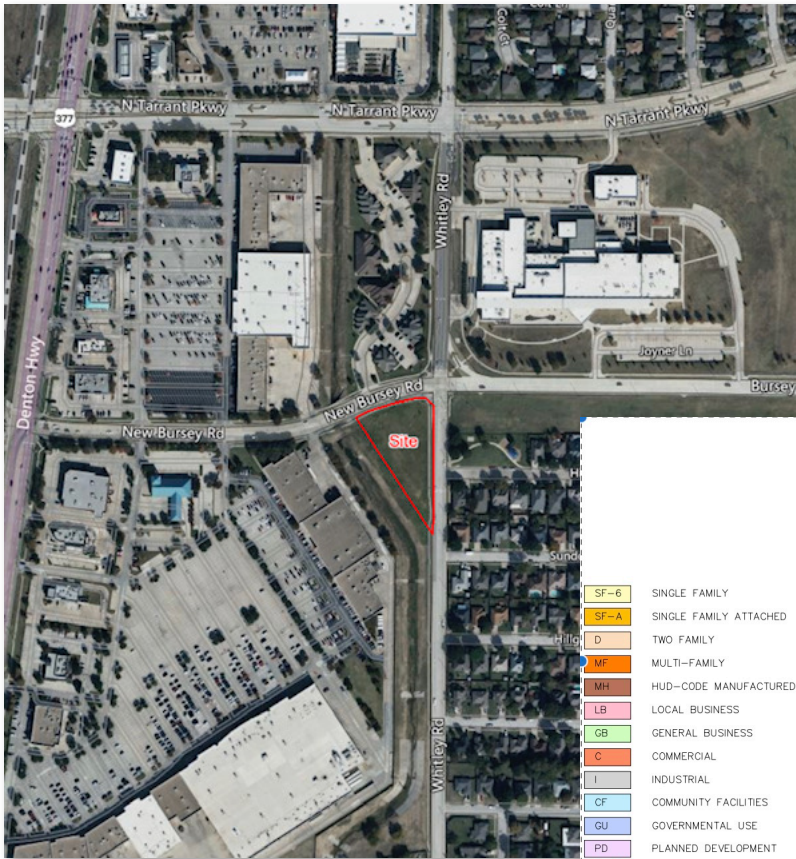 N Tarrant Pkwy
N Tarrant Pkwy
N Tarrant Pkwy
377
Whitley Rd
Denton Hwy
Joyner Ln
New Bursey Rd
Bursey
New Bursey Rd
Site
Whitley Rd
SF-6 SINGLE FAMILY
SF-A SINGLE FAMILY ATTACHED
D TWO FAMILY
MF MULTI-FAMILY
MH HUD-CODE MANUFACTURED
LB LOCAL BUSINESS
GB GENERAL BUSINESS
C COMMERCIAL
I INDUSTRIAL
CF COMMUNITY FACILITIES
GU GOVERNMENTAL USE
PD PLANNED DEVELOPMENT